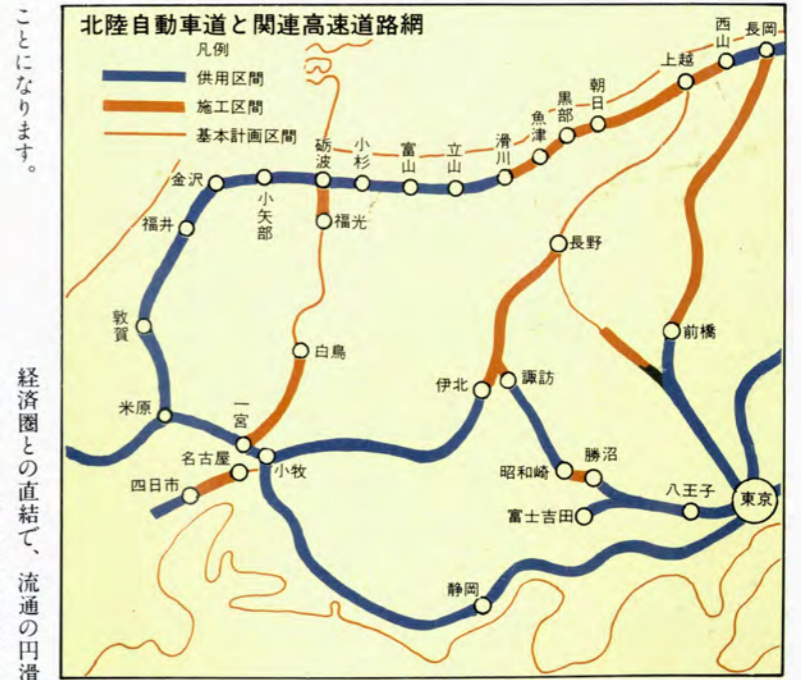 ことになります。
経済圏との直結で、流通の円滑
北陸自動車道と関連高速道路網
凡例
供用区間
施工区間
基本計画区間
長岡
西山
上越
朝日
黒部
魚津
滑川
立山
富山
小杉
砺波
小矢部
金沢
福光
福井
長野
敦賀
前橋
白鳥
伊北
諏訪
米原
一宮
名古屋
小牧
四日市
昭和崎
勝沼
富士吉田
八王子
東京
静岡